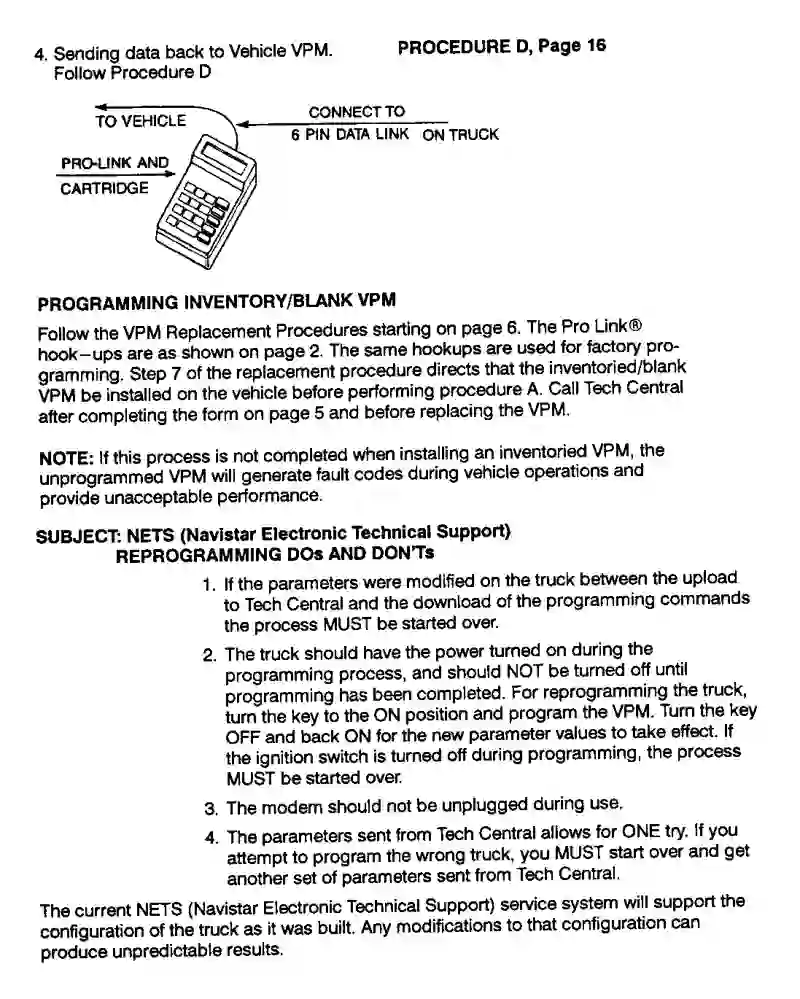 4. Sending data back to Vehicle VPM.
Follow Procedure D
PROCEDURE D, Page 16
TO VEHICLE
CONNECT TO
6 PIN DATA LINK ON TRUCK
PRO-LINK AND
CARTRIDGE
PROGRAMMING INVENTORY/BLANK VPM
Follow the VPM Replacement Procedures starting on page 6. The Pro Link®
hook-ups are as shown on page 2. The same hookups are used for factory pro-
gramming. Step 7 of the replacement procedure directs that the inventoried/blank
VPM be installed on the vehicle before performing procedure A. Call Tech Central
after completing the form on page 5 and before replacing the VPM.
NOTE: If this process is not completed when installing an inventoried VPM, the
unprogrammed VPM will generate fault codes during vehicle operations and
provide unacceptable performance.
SUBJECT: NETS (Navistar Electronic Technical Support)
REPROGRAMMING DOs AND DON'Ts
1. If the parameters were modified on the truck between the upload
to Tech Central and the download of the programming commands
the process MUST be started over.
2. The truck should have the power turned on during the
programming process, and should NOT be turned off until
programming has been completed. For reprogramming the truck,
turn the key to the ON position and program the VPM. Turn the key
OFF and back ON for the new parameter values to take effect. If
the ignition switch is turned off during programming, the process
MUST be started over.
3. The modem should not be unplugged during use.
4. The parameters sent from Tech Central allows for ONE try. If you
attempt to program the wrong truck, you MUST start over and get
another set of parameters sent from Tech Central.
The current NETS (Navistar Electronic Technical Support) service system will support the
configuration of the truck as it was built. Any modifications to that configuration can
produce unpredictable results.